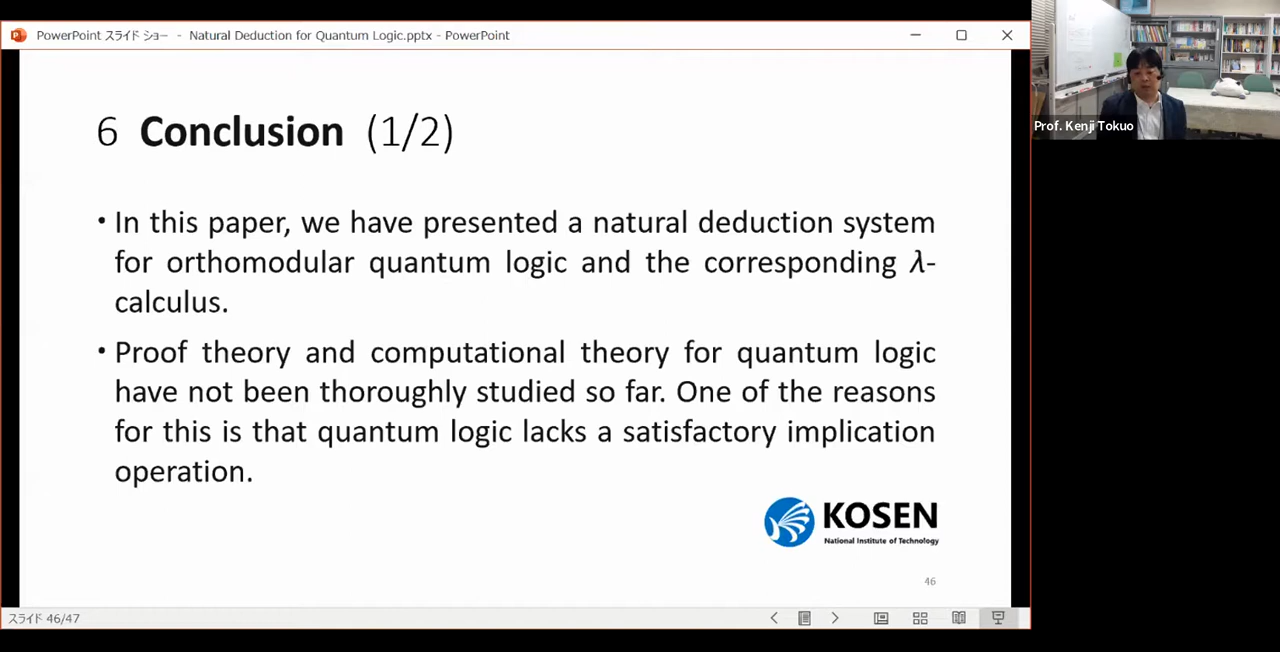 PowerPoint スライド ショー - Natural Deduction for Quantum Logic.pptx - PowerPoint
Prof. Kenji Tokuo
6 Conclusion (1/2)
• In this paper, we have presented a natural deduction system
for orthomodular quantum logic and the corresponding λ-
calculus.
• Proof theory and computational theory for quantum logic
have not been thoroughly studied so far. One of the reasons
for this is that quantum logic lacks a satisfactory implication
operation.
KOSEN
National Institute of Technology
46
スライド 46/47